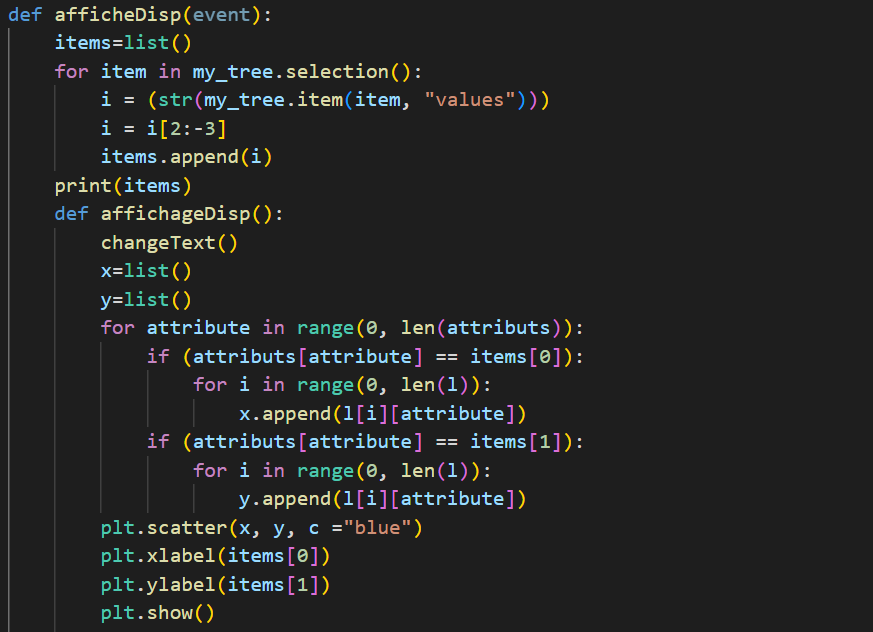 def afficheDisp(event):
    items=list()
    for item in my_tree.selection():
        i = (str(my_tree.item(item, "values")))
        i = i[2:-3]
        items.append(i)
    print(items)
    def affichageDisp():
        changeText()
        x=list()
        y=list()
        for attribute in range(0, len(attributs)):
            if (attributs[attribute] == items[0]):
                for i in range(0, len(l)):
                    x.append(l[i][attribute])
            if (attributs[attribute] == items[1]):
                for i in range(0, len(l)):
                    y.append(l[i][attribute])
        plt.scatter(x, y, c ="blue")
        plt.xlabel(items[0])
        plt.ylabel(items[1])
        plt.show()